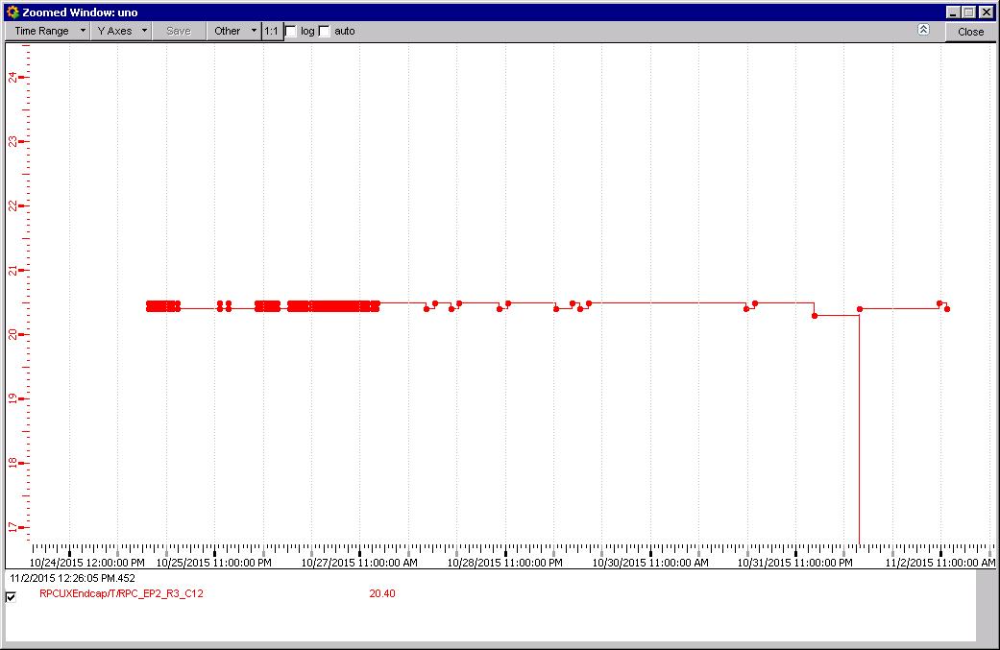 Zoomed Window: uno
Time Range Y Axes Save Other 1:1 log auto Close
24
23
22
21
20
19
18
17
10/24/2015 12:00:00 PM 10/25/2015 11:00:00 PM 10/27/2015 11:00:00 AM 10/28/2015 11:00:00 PM 10/30/2015 11:00:00 AM 10/31/2015 11:00:00 PM 11/2/2015 11:00:00 AM
11/2/2015 12:26:05 PM.452
RPCUXEndcap/T/RPC_EP2_R3_C12 20.40